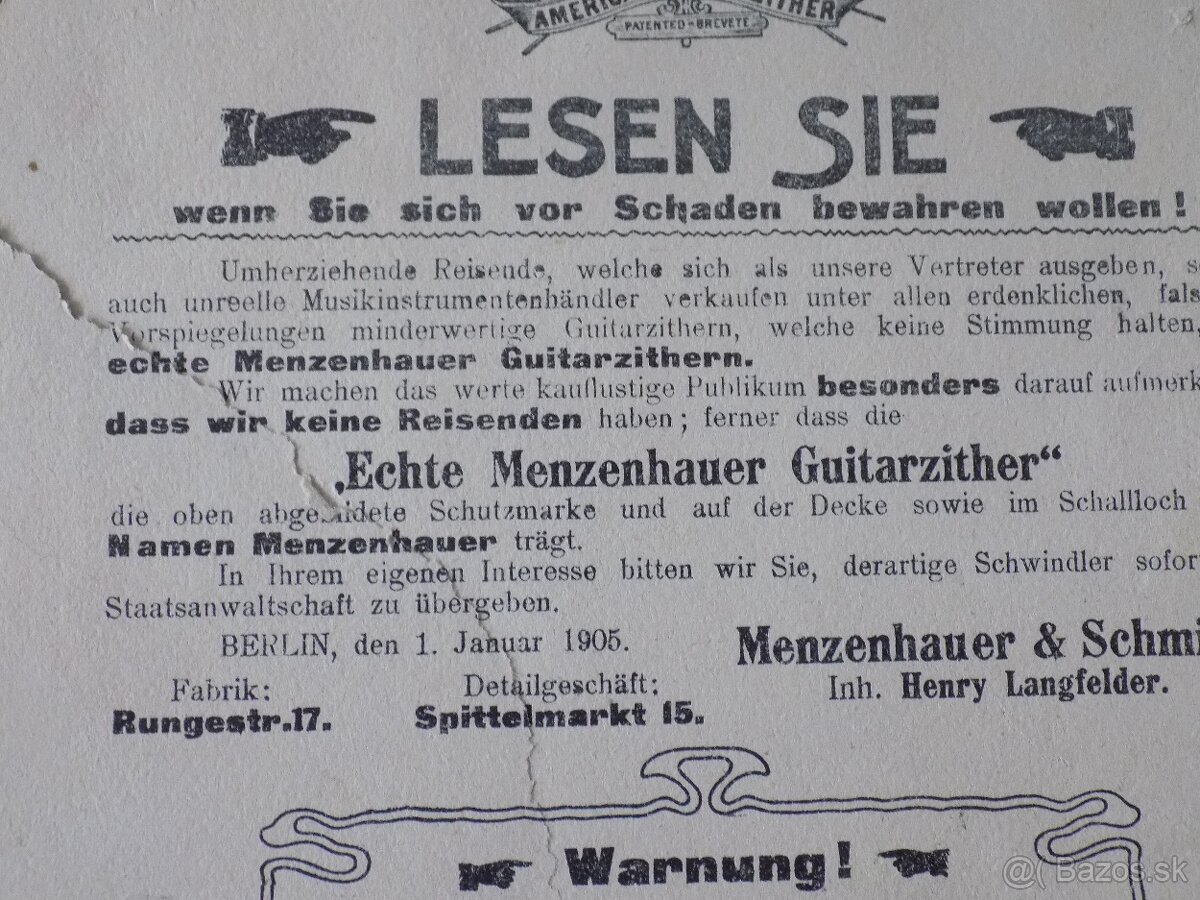 PATENTED-BREVETÉ
LESEN SIE
wenn Sie sich vor Schaden bewahren wollen!
Umherziehende Reisende, welche sich als unsere Vertreter ausgeben, s
auch unreelle Musikinstrumentenhändler verkaufen unter allen erdenklichen, fals
Vorspiegelungen minderwertige Guitarzithern, welche keine Stimmung halten,
echte Menzenhauer Guitarzithern.
Wir machen das werte kauflustige Publikum besonders darauf aufmerk
dass wir keine Reisenden haben; ferner dass die
„Echte Menzenhauer Guitarzither“
die oben abgebildete Schutzmarke und auf der Decke sowie im Schallloch
Namen Menzenhauer trägt.
In Ihrem eigenen Interesse bitten wir Sie, derartige Schwindler sofor
Staatsanwaltschaft zu übergeben.
BERLIN, den 1. Januar 1905.
Menzenhauer & Schmi
Inh. Henry Langfelder.
Fabrik:
Rungestr.17.
Detailgeschäft:
Spittelmarkt 15.
Warnung!
@( Bazos.sk